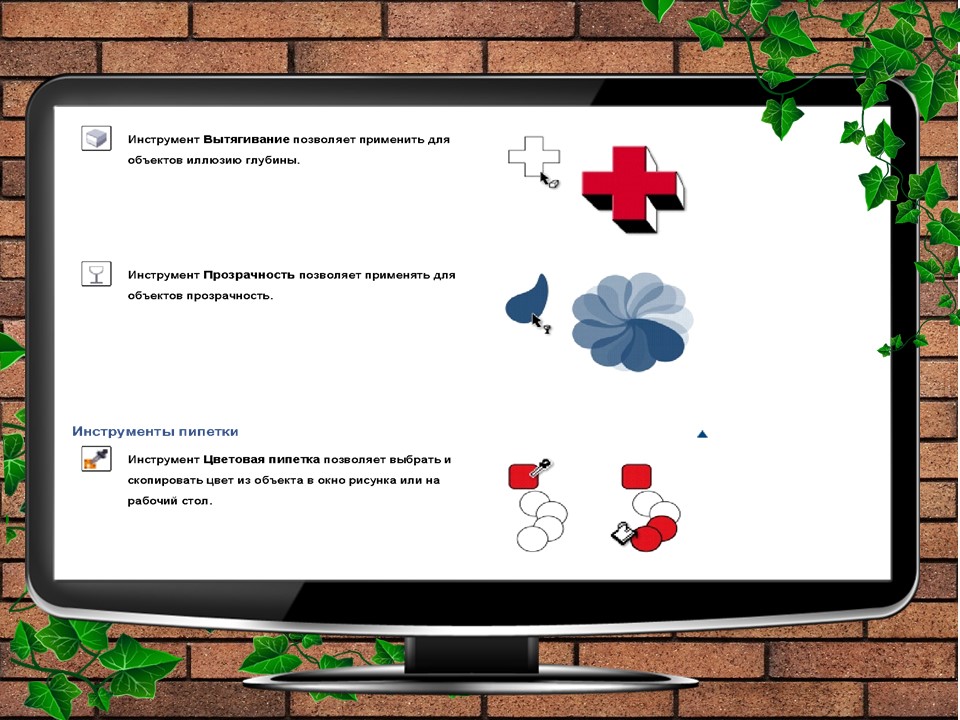 Инструмент Вытягивание позволяет применить для
объектов иллюзию глубины.
Инструмент Прозрачность позволяет применять для
объектов прозрачность.
Инструменты пипетки
Инструмент Цветовая пипетка позволяет выбрать и
скопировать цвет из объекта в окно рисунка или на
рабочий стол.